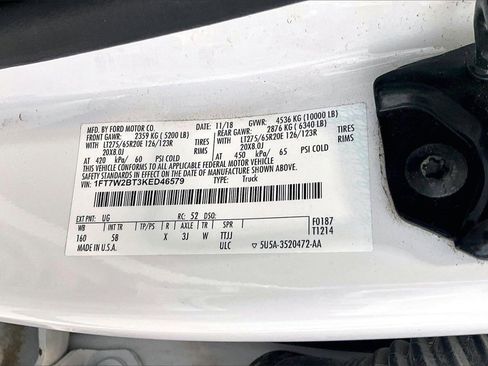 MFD. BY FORD MOTOR CO.
DATE: 11/18 GVWR: 4536 KG (10000 LB)
FRONT GAWR: 2359 KG (5200 LB) REAR GAWR: 2876 KG (6340 LB)
WITH LT275/65R20E 126/123R TIRES WITH LT275/65R20E 126/123R TIRES
20X8.0J RIMS 20X8.0J RIMS
AT 420 kPa/ 60 PSI COLD AT 450 kPa/ 65 PSI COLD
THIS VEHICLE CONFORMS TO ALL APPLICABLE FEDERAL MOTOR VEHICLE
SAFETY STANDARDS IN EFFECT ON THE DATE OF MANUFACTURE SHOWN ABOVE.
VIN: 1FT7W2BT3KED46579 TYPE: Truck
EXT PNT: UG RC: 52 DSO: F0187
WB INT TR TP/PS R AXLE TR SPR T1214
160 5B X 3J W TTJJ
MADE IN U.S.A. ULC 5U5A-3520472-AA